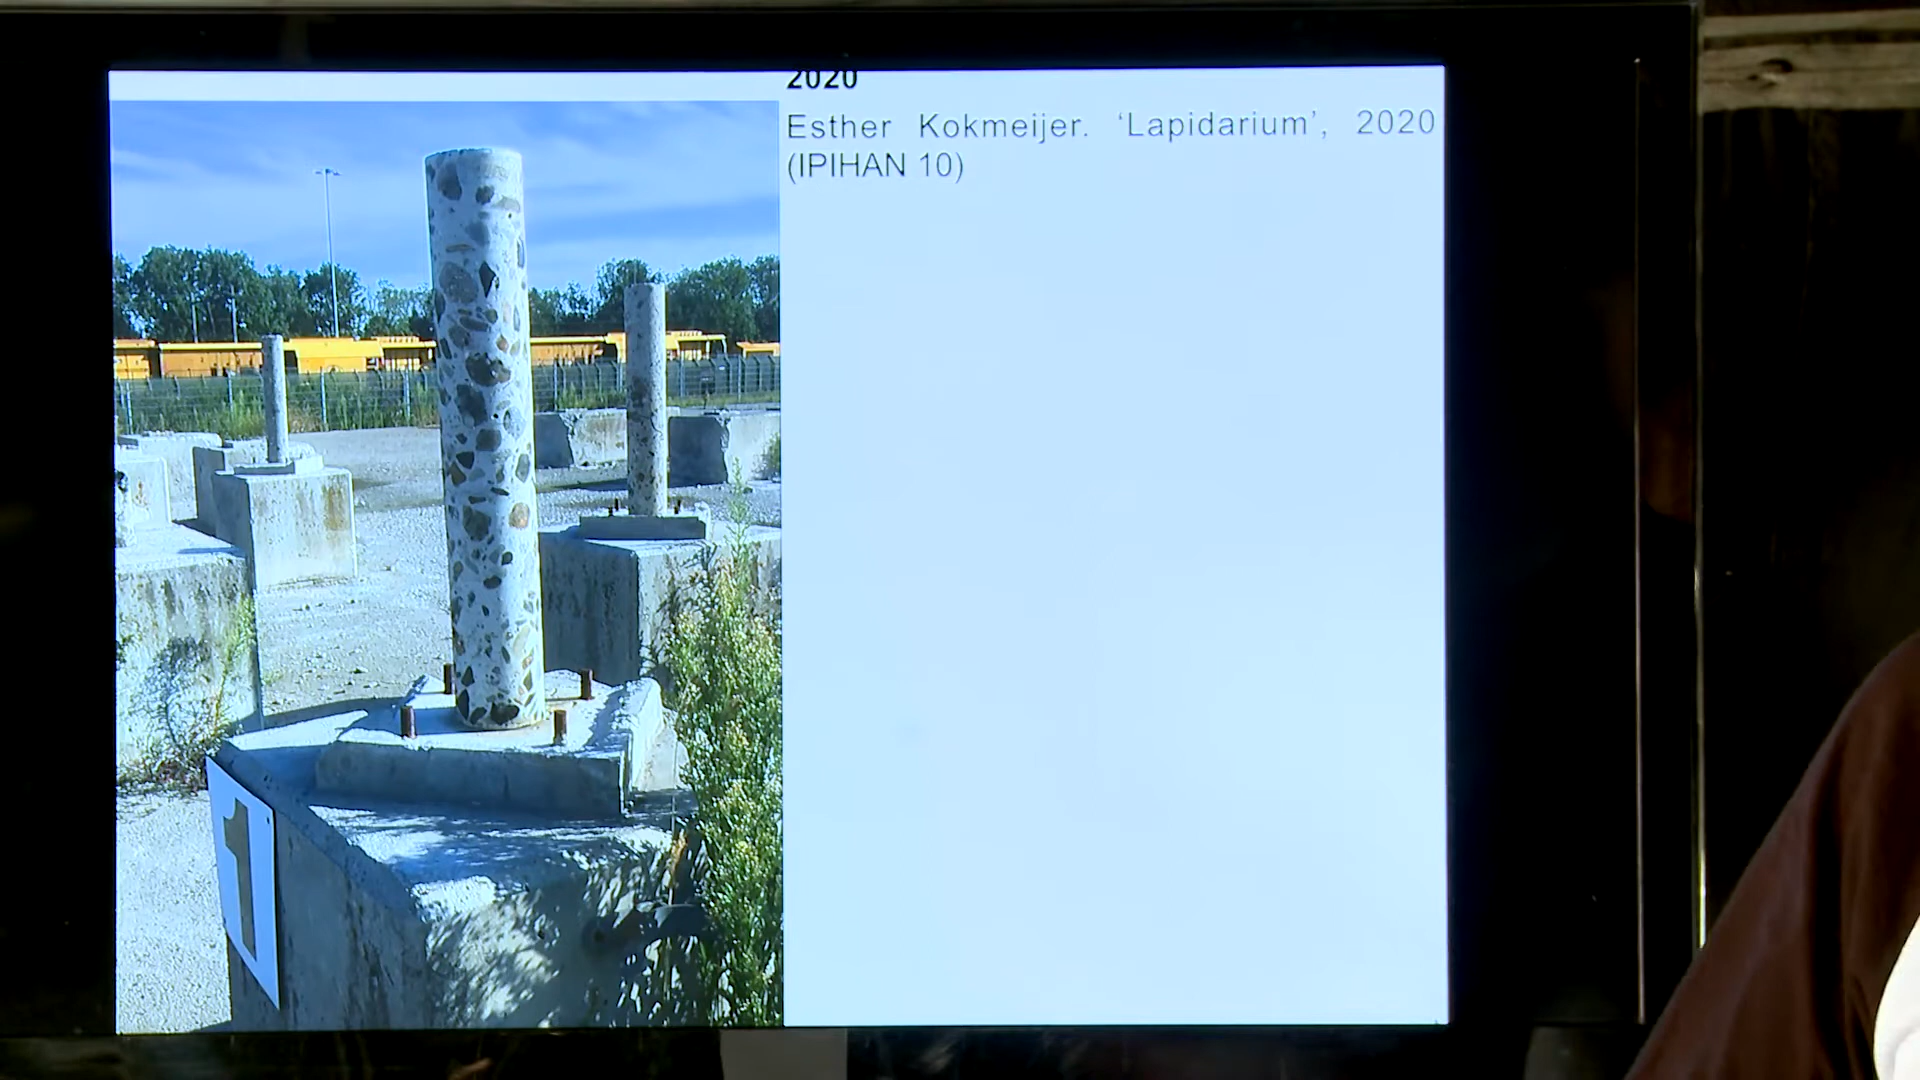 2020
Esther Kokmeijer. ‘Lapidarium’, 2020
(IPIHAN 10)
1